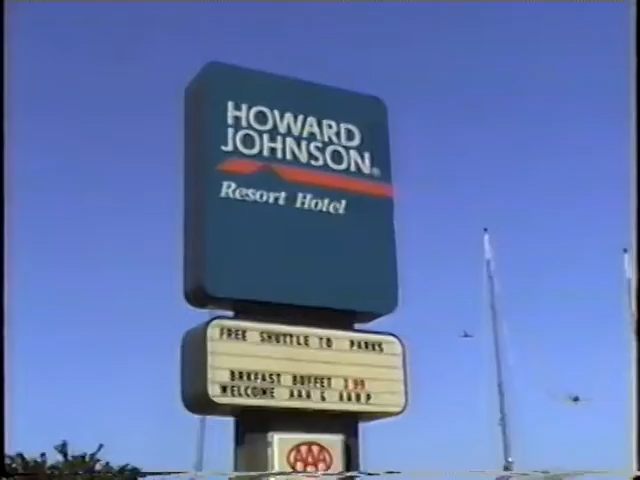 HOWARD
JOHNSON®
Resort Hotel
FREE SHUTTLE TO PARKS
BRKFAST BUFFET 1.99
WELCOME AAA & AARP
AAA